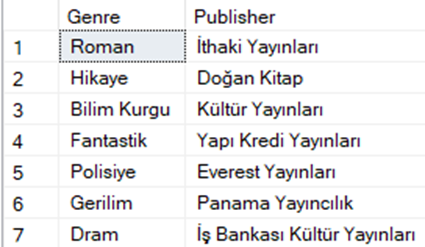 Genre Publisher
1 Roman İthaki Yayınları
2 Hikaye Doğan Kitap
3 Bilim Kurgu Kültür Yayınları
4 Fantastik Yapı Kredi Yayınları
5 Polisiye Everest Yayınları
6 Gerilim Panama Yayıncılık
7 Dram İş Bankası Kültür Yayınları